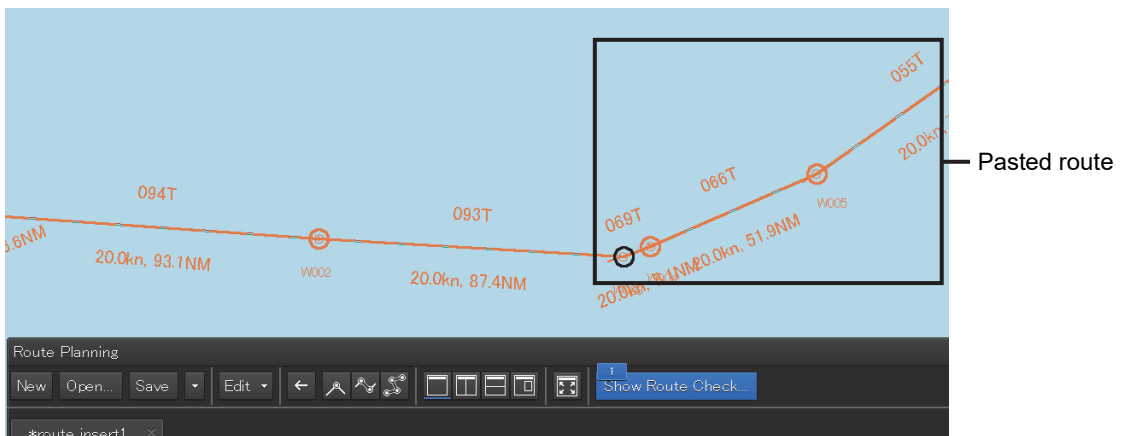 055T
20.0kn,
Pasted route
066T
W005
094T
093T
069T
5.6NM
20.0kn, 93.1NM
W002
20.0kn, 87.4NM
20.0kn, 51.9NM
Route Planning
New Open... Save Edit
1
Show Route Check...
*route insert1 ×